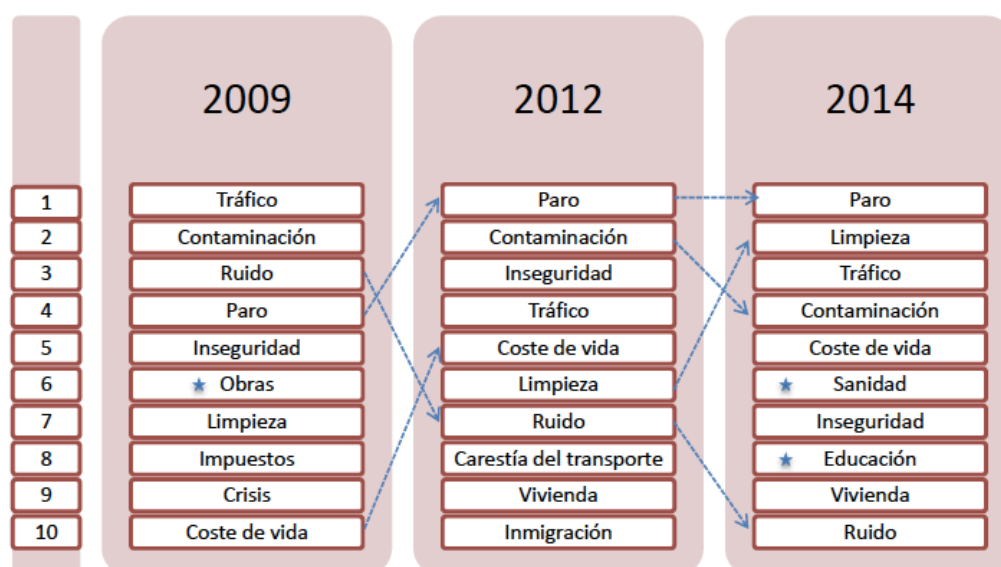 2009 2012 2014
1 Tráfico Paro Paro
2 Contaminación Contaminación Limpieza
3 Ruido Inseguridad Tráfico
4 Paro Tráfico Contaminación
5 Inseguridad Coste de vida Coste de vida
6 Obras Limpieza Sanidad
7 Limpieza Ruido Inseguridad
8 Impuestos Carestía del transporte Educación
9 Crisis Vivienda Vivienda
10 Coste de vida Inmigración Ruido